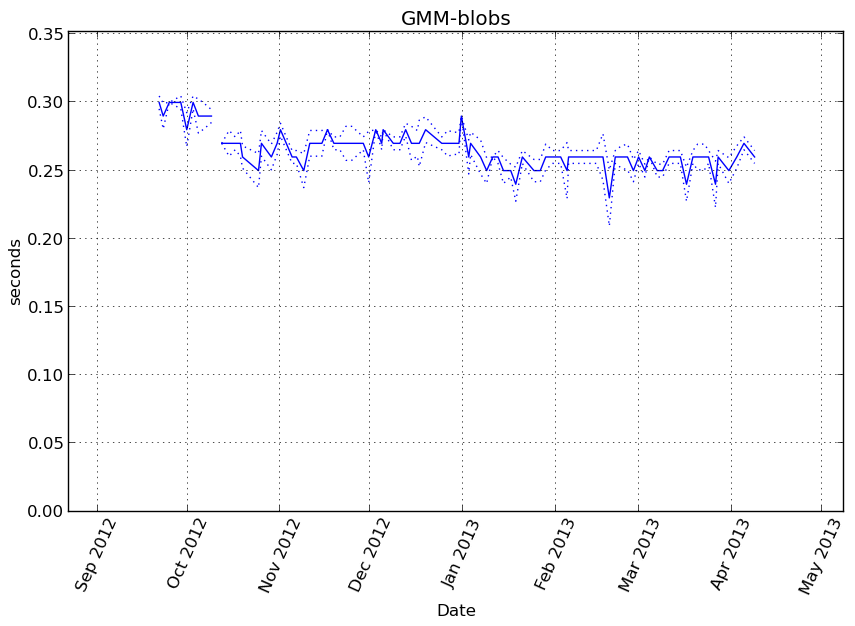 GMM-blobs
0.35
0.30
0.25
0.20
0.15
0.10
0.05
0.00
seconds
Sep 2012
Oct 2012
Nov 2012
Dec 2012
Jan 2013
Feb 2013
Mar 2013
Apr 2013
May 2013
Date